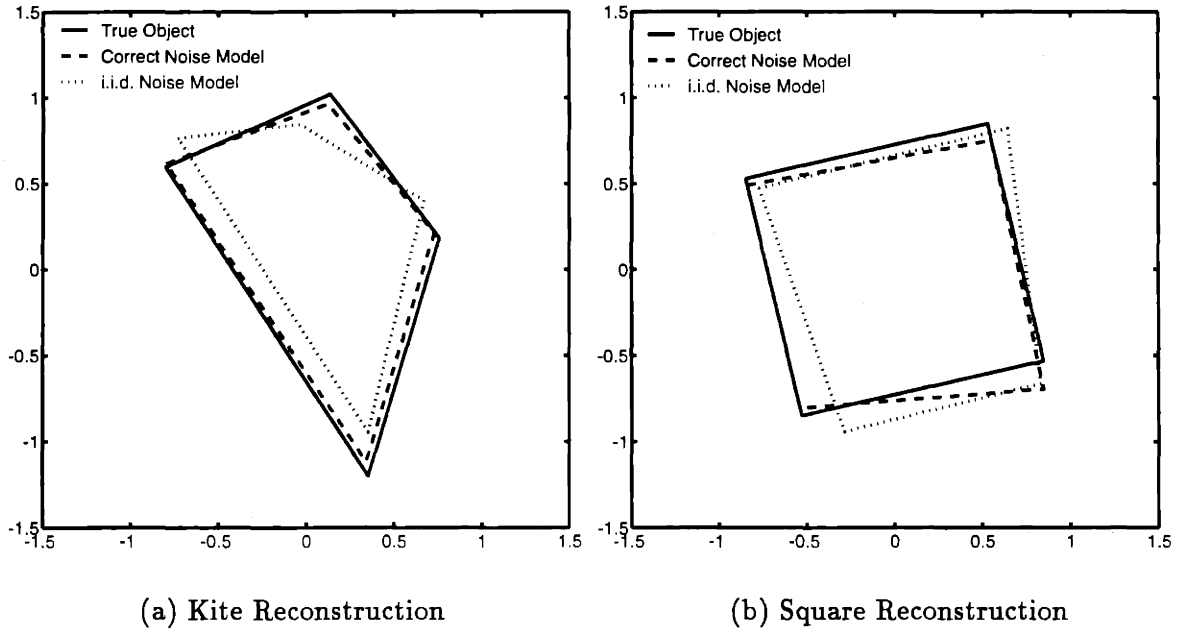 1.5
True Object
Correct Noise Model
i.i.d. Noise Model
1
0.5
0
-0.5
-1
-1.5
-1.5 -1 -0.5 0 0.5 1 1.5
(a) Kite Reconstruction
1.5
True Object
Correct Noise Model
i.i.d. Noise Model
1
0.5
0
-0.5
-1
-1.5
-1.5 -1 -0.5 0 0.5 1 1.5
(b) Square Reconstruction